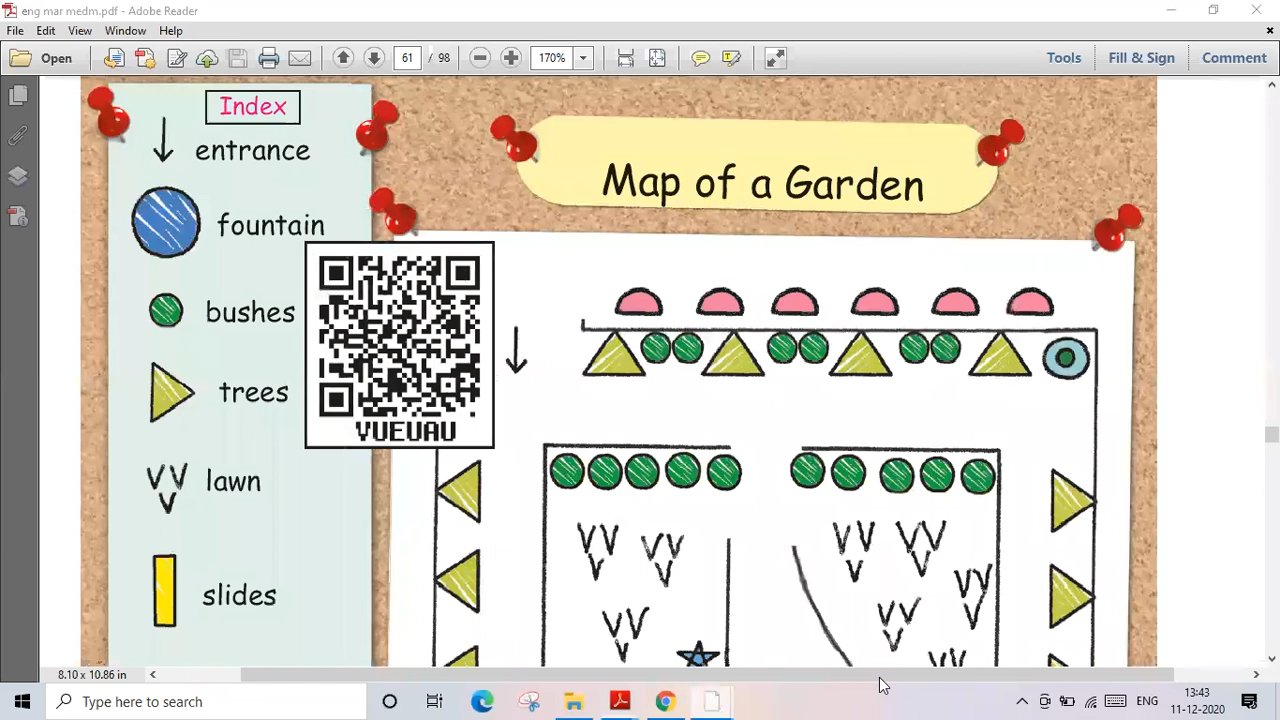 eng mar medm.pdf - Adobe Reader
File Edit View Window Help
Open 61 / 98 170% Tools Fill & Sign Comment
Index
entrance
fountain
bushes
trees
lawn
slides
VUEUAU
Map of a Garden
8.10 x 10.86 in
Type here to search
ENG
13:43
11-12-2020